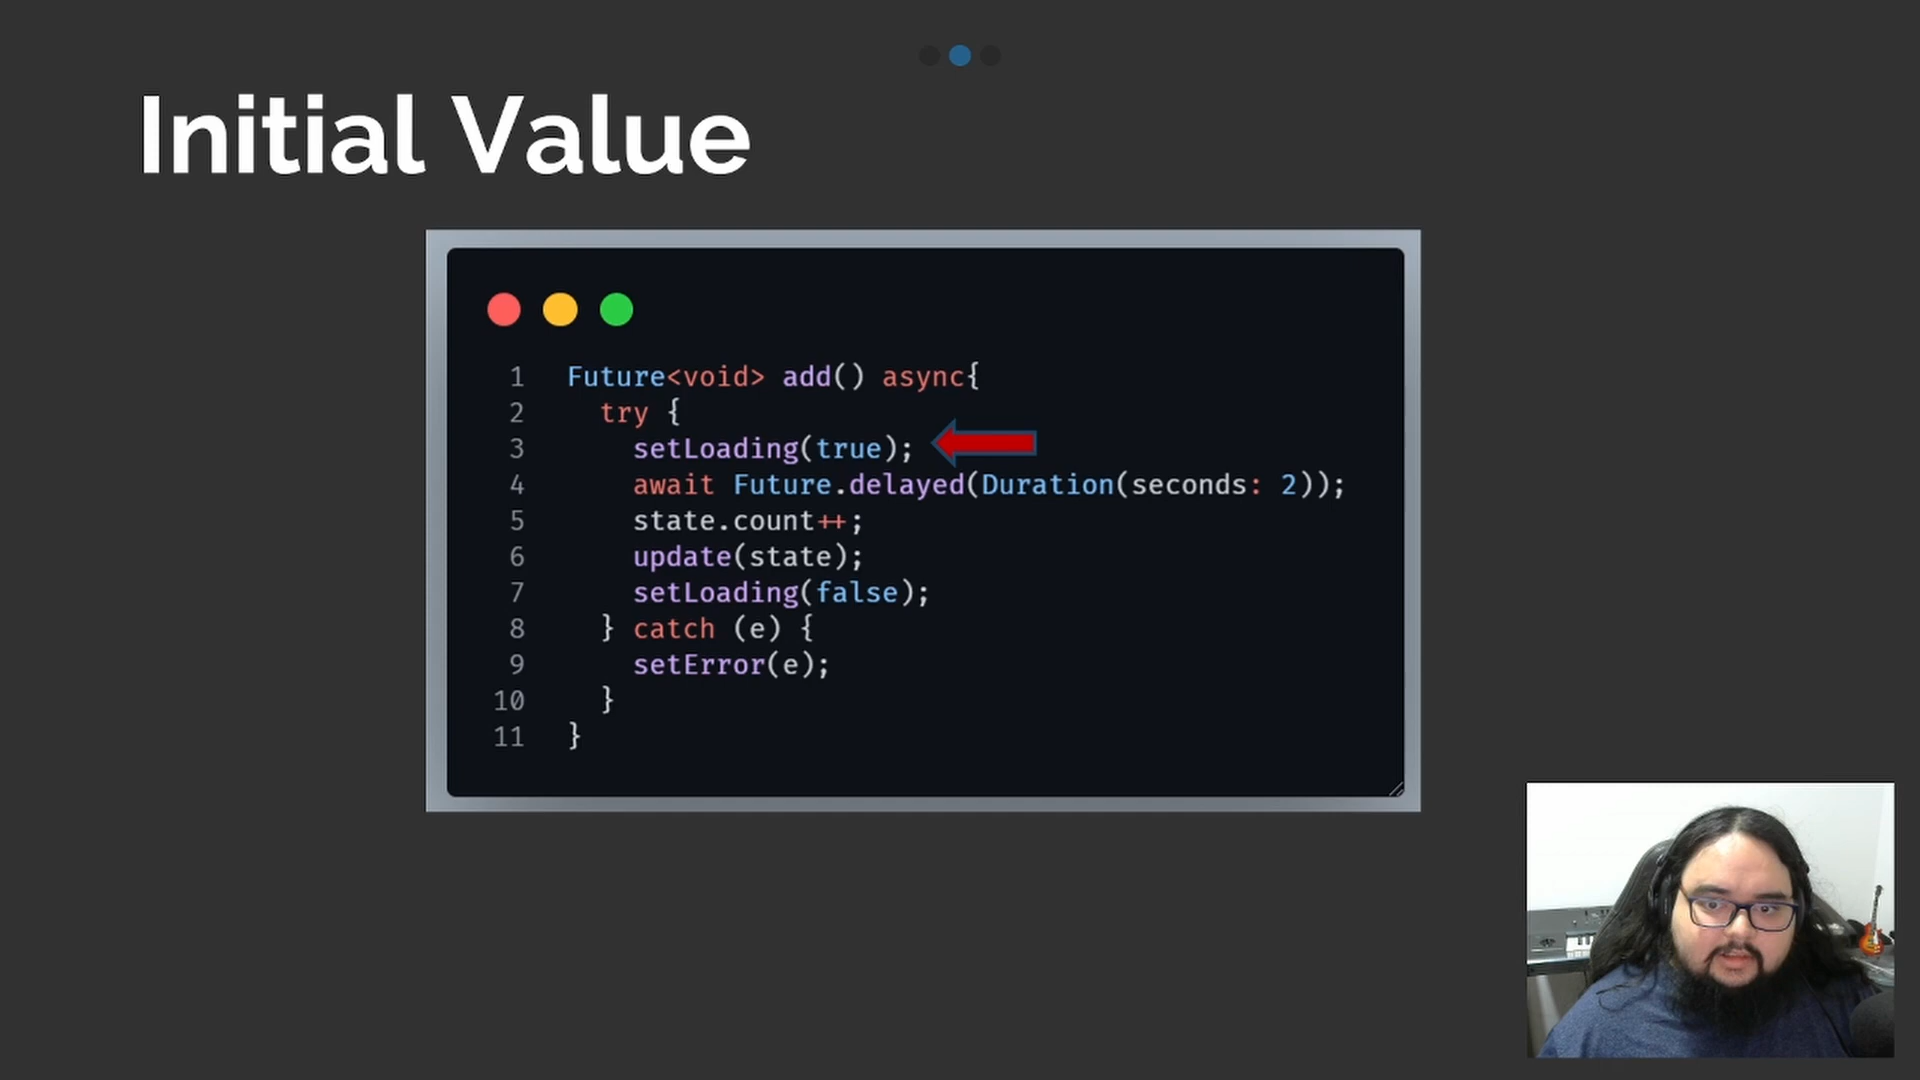 Initial Value
1 Future<void> add() async{
2 try {
3 setLoading(true);
4 await Future.delayed(Duration(seconds: 2));
5 state.count++;
6 update(state);
7 setLoading(false);
8 } catch (e) {
9 setError(e);
10 }
11 }